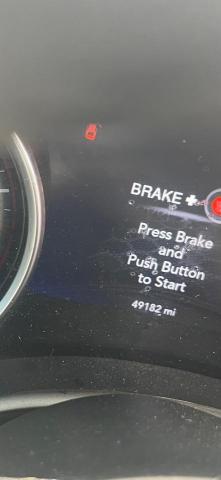 BRAKE +
Press Brake
and
Push Button
to Start
49182 mi